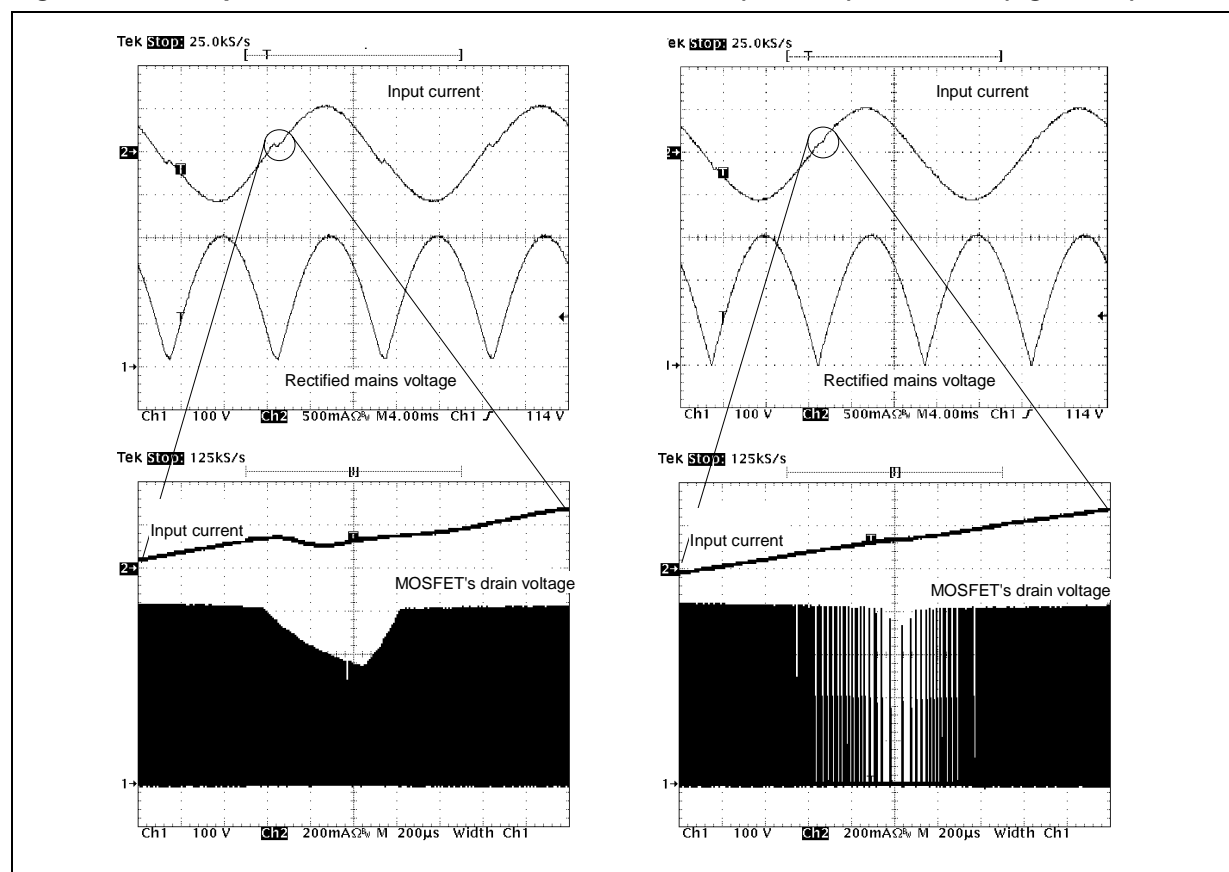 Tek Stop: 25.0kS/s
[ T ]
Input current
2→
T
T
1→
Rectified mains voltage
Ch1 100 V Ch2 500mAΩ M4.00ms Ch1 114 V
ek Stop: 25.0kS/s
[ T ]
Input current
2→
T
T
1→
Rectified mains voltage
Ch1 100 V Ch2 500mAΩ M4.00ms Ch1 114 V
Tek Stop: 125kS/s
Input current
T
2→
MOSFET's drain voltage
1→
Ch1 100 V Ch2 200mAΩ M 200µs Width Ch1
Tek Stop: 125kS/s
Input current
T
2→
MOSFET's drain voltage
1→
Ch1 100 V Ch2 200mAΩ M 200µs Width Ch1